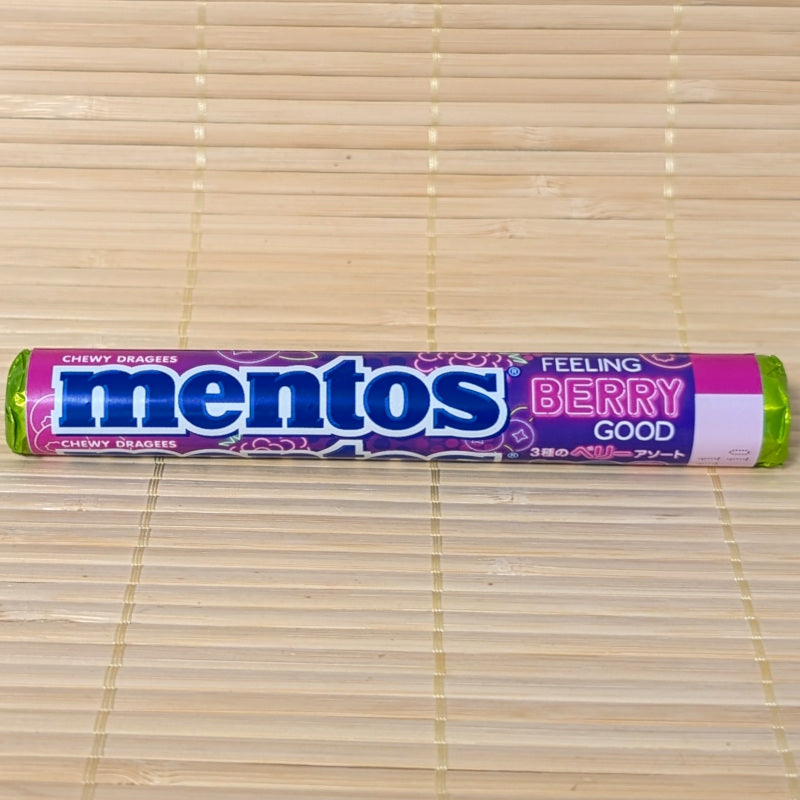 CHEWY DRAGEES
mentos®
FEELING
BERRY
GOOD
3種のベリーアソート
CHEWY DRAGEES